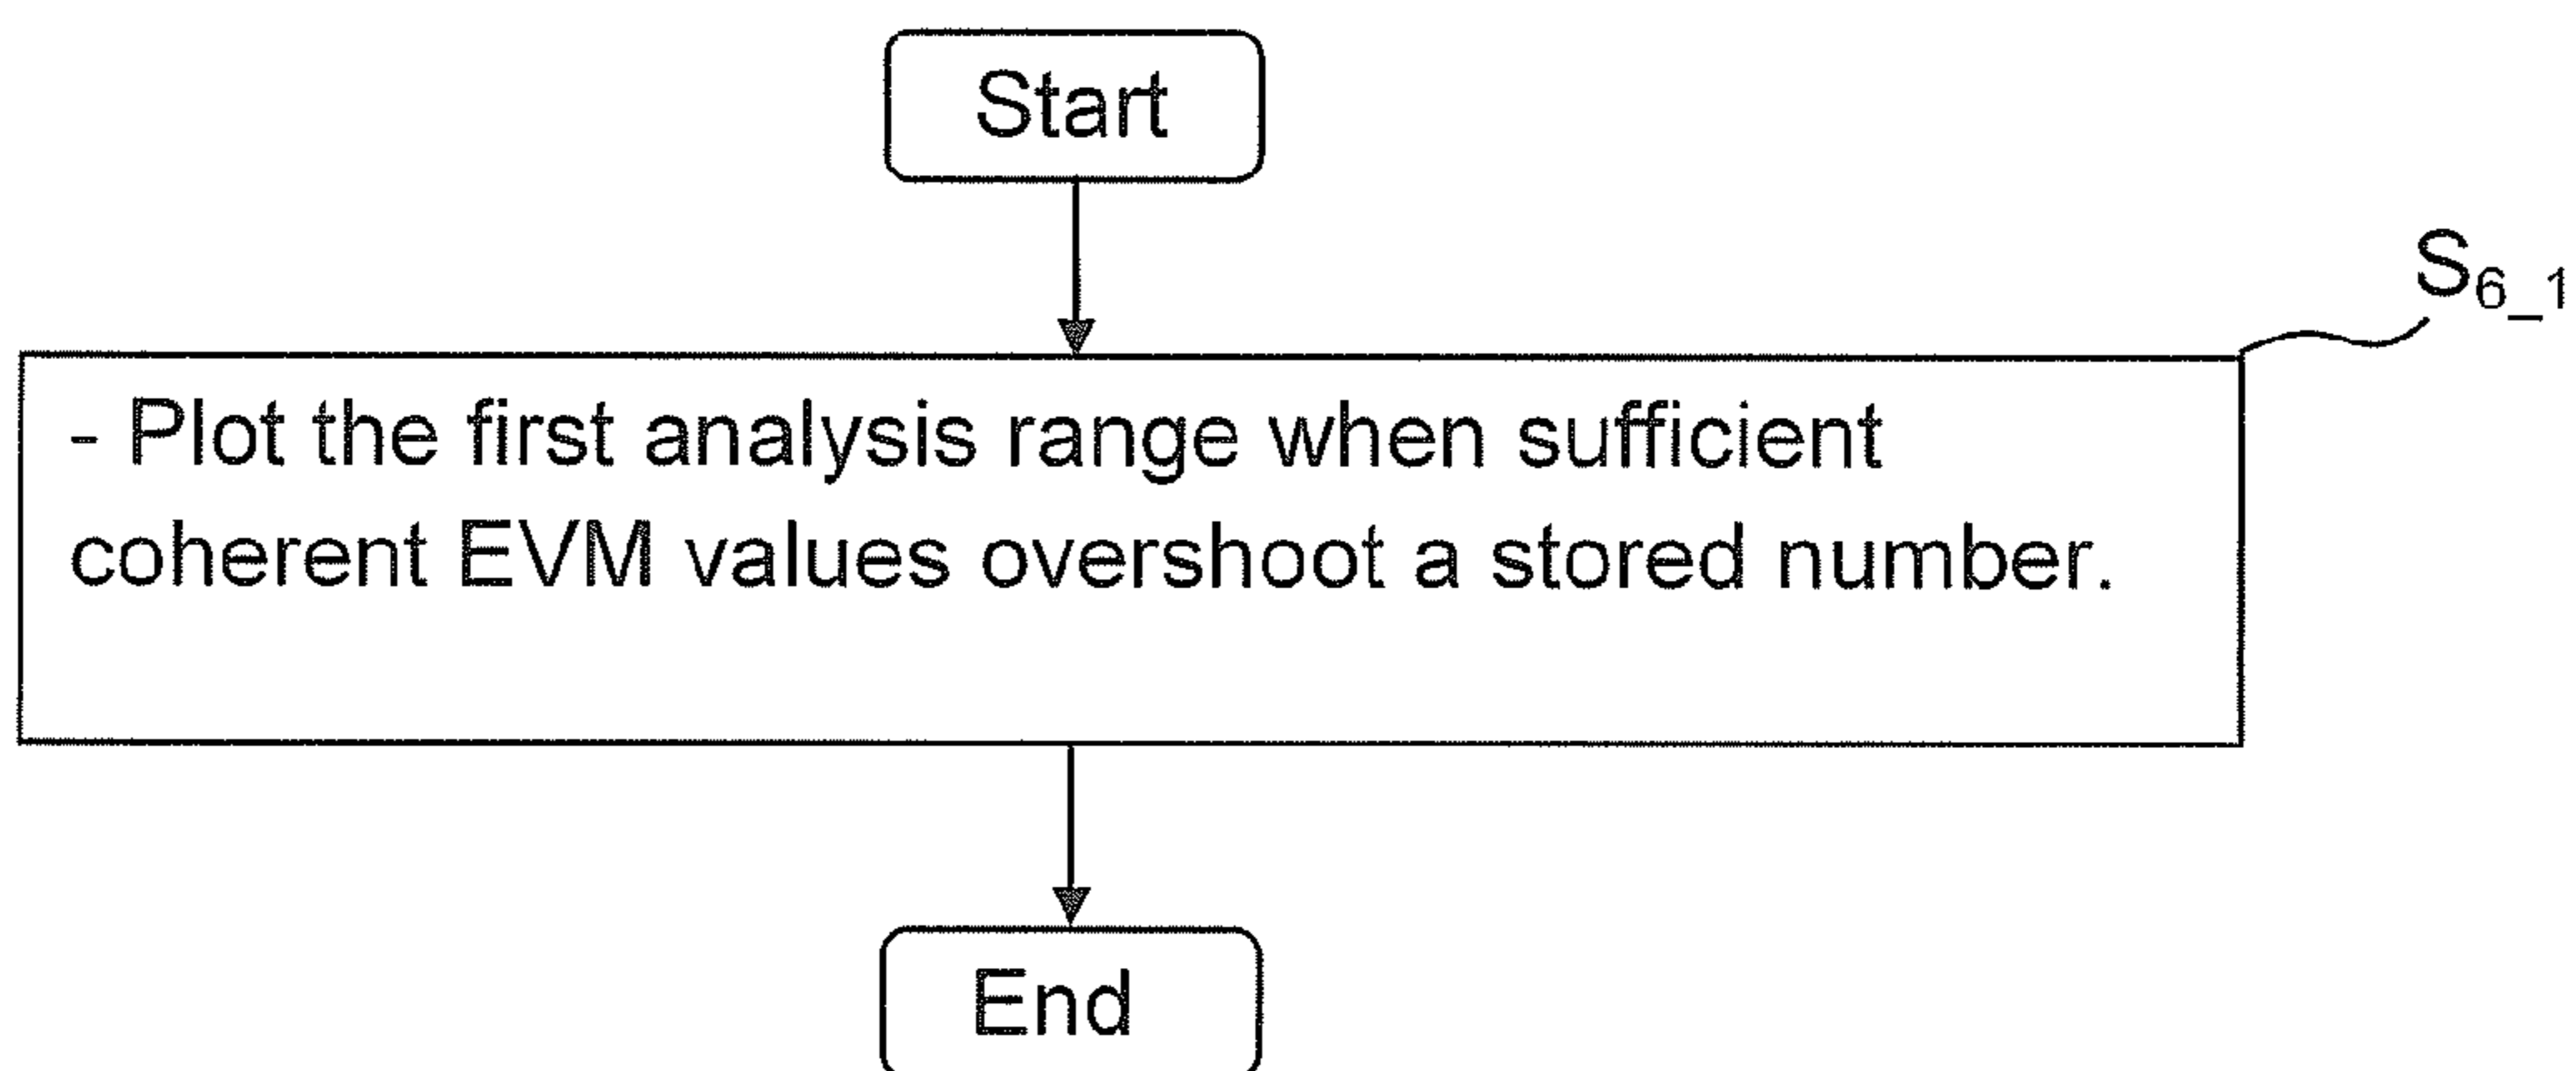 Start
S6_1
- Plot the first analysis range when sufficient
coherent EVM values overshoot a stored number.
End